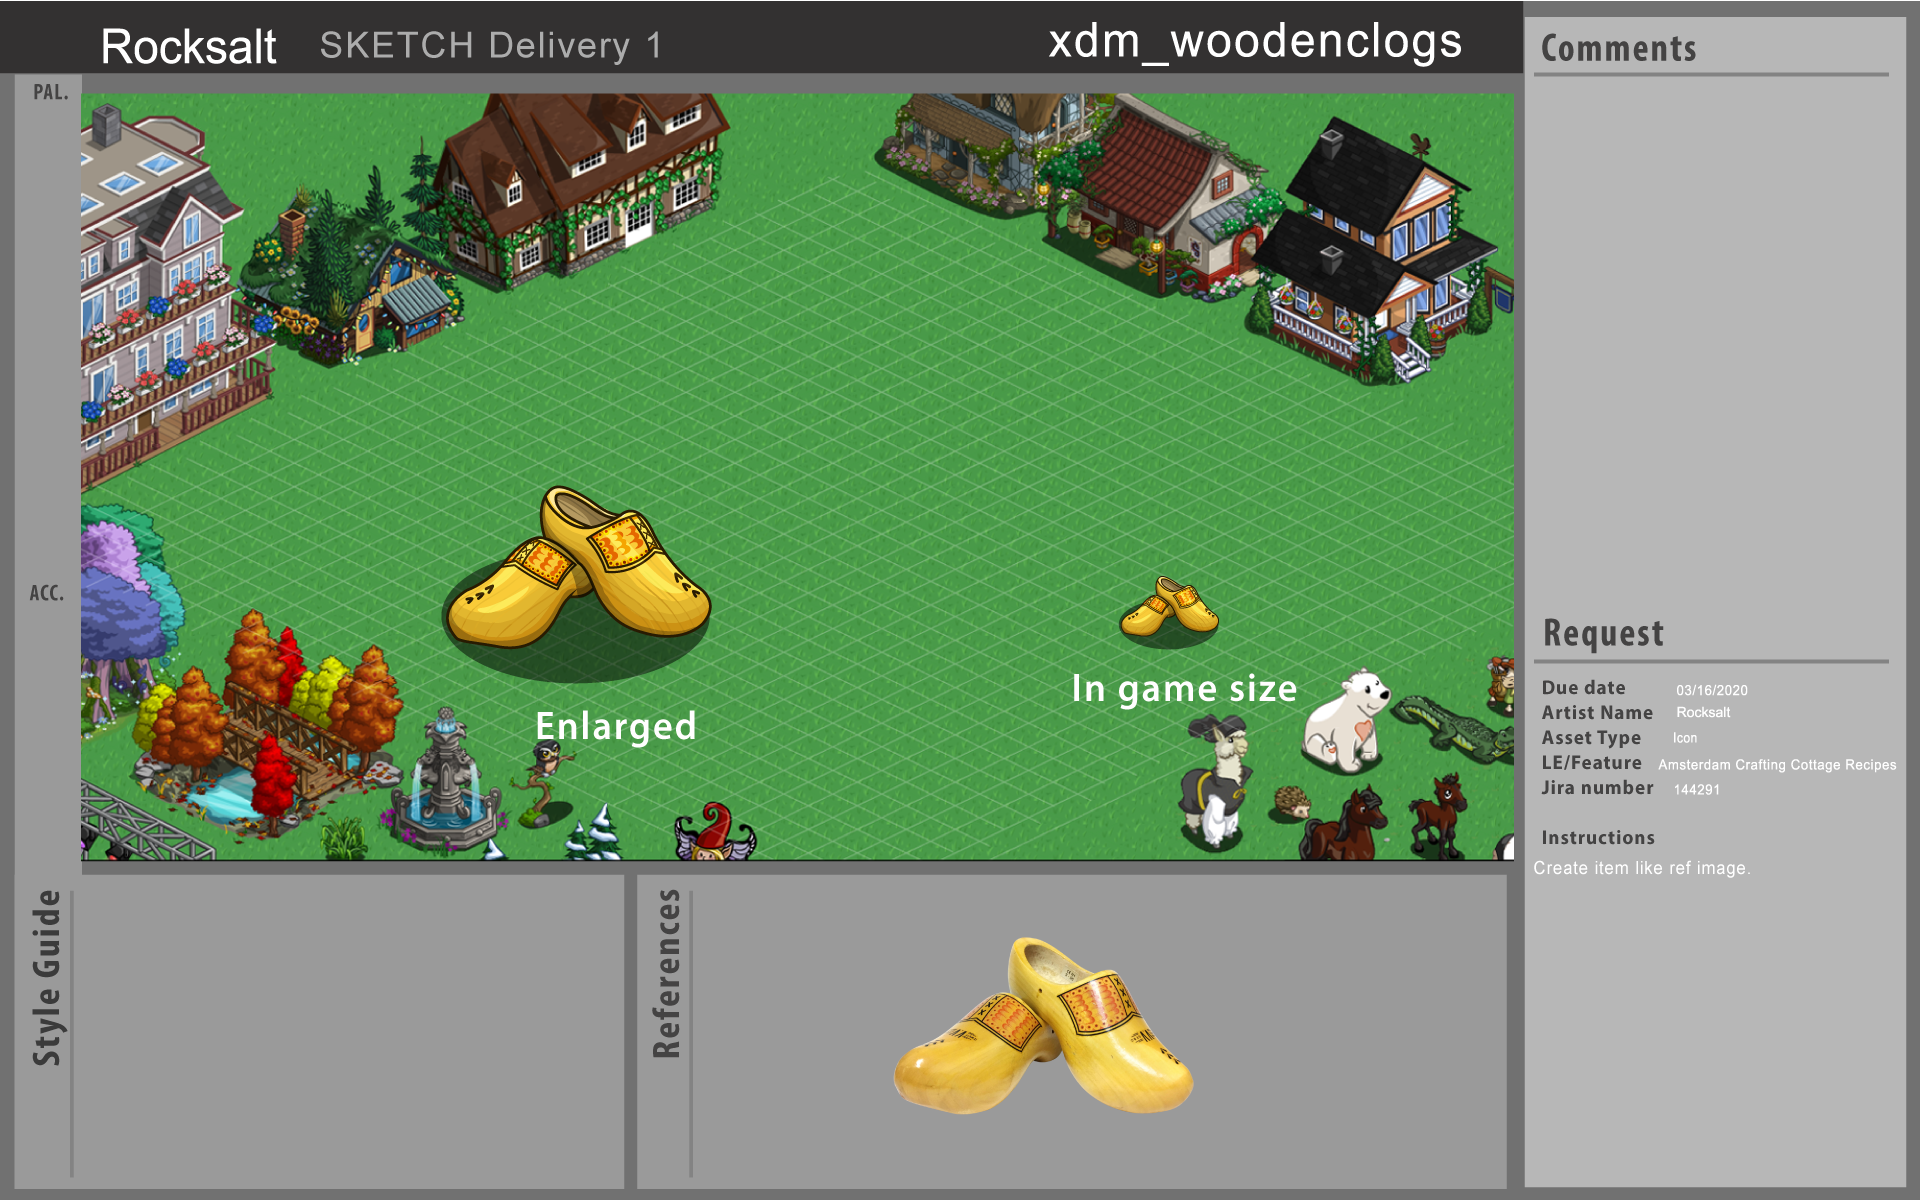 Rocksalt SKETCH Delivery 1 xdm_woodenclogs
PAL.
ACC.
Enlarged
In game size
Style Guide
References
Comments
Request
Due date 03/16/2020
Artist Name Rocksalt
Asset Type Icon
LE/Feature Amsterdam Crafting Cottage Recipes
Jira number 144291
Instructions
Create item like ref image.